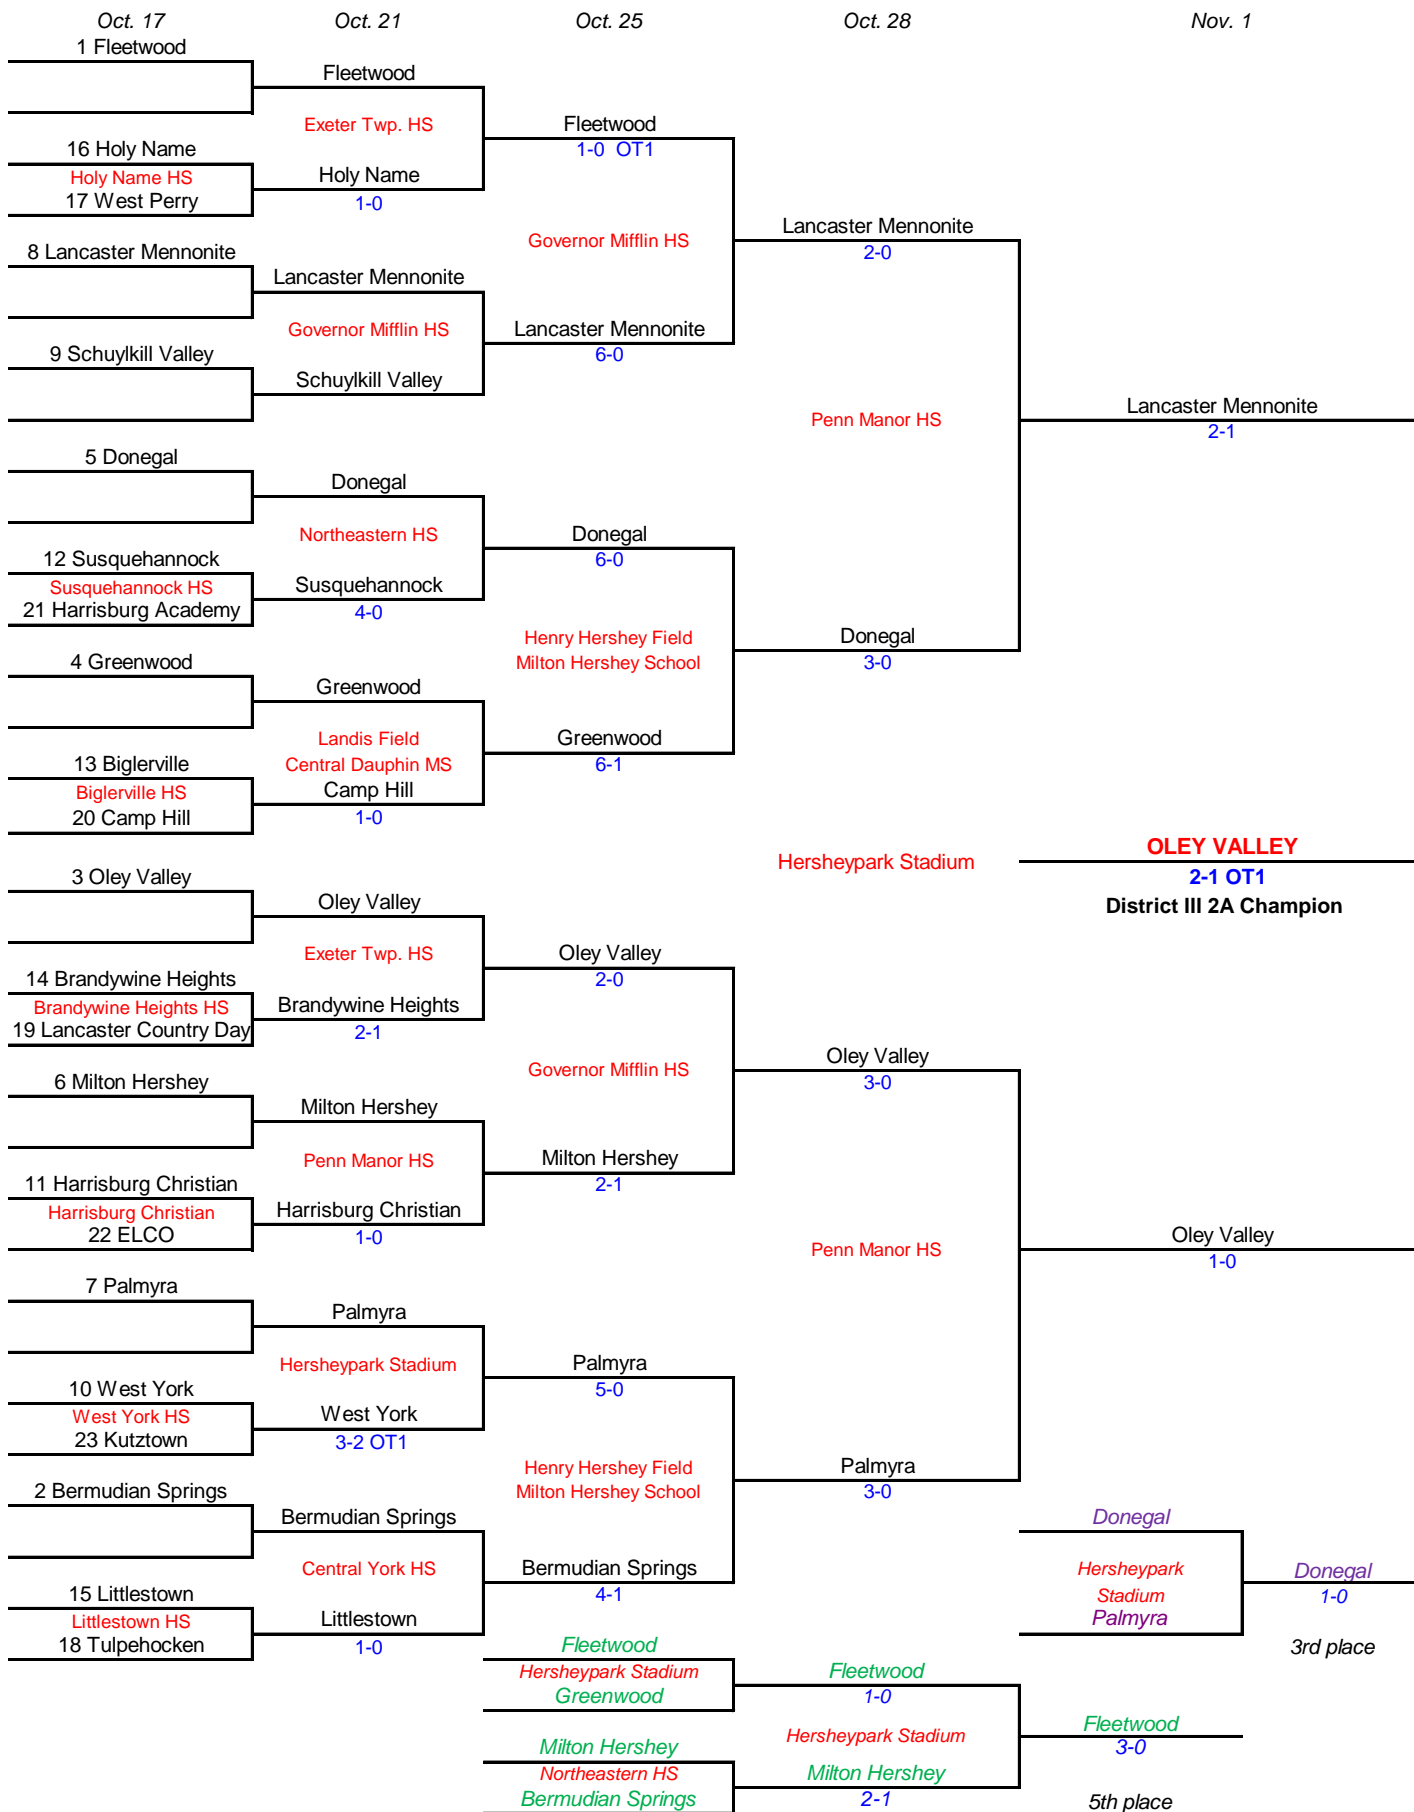 Oct. 17
Oct. 21
Oct. 25
Oct. 28
Nov. 1
1 Fleetwood
16 Holy Name
Holy Name HS
17 West Perry
8 Lancaster Mennonite
9 Schuylkill Valley
5 Donegal
12 Susquehannock
Susquehannock HS
21 Harrisburg Academy
4 Greenwood
13 Biglerville
Biglerville HS
20 Camp Hill
3 Oley Valley
14 Brandywine Heights
Brandywine Heights HS
19 Lancaster Country Day
6 Milton Hershey
11 Harrisburg Christian
Harrisburg Christian
22 ELCO
7 Palmyra
10 West York
West York HS
23 Kutztown
2 Bermudian Springs
15 Littlestown
Littlestown HS
18 Tulpehocken
Fleetwood
Exeter Twp. HS
Holy Name
1-0
Lancaster Mennonite
Governor Mifflin HS
Schuylkill Valley
Donegal
Northeastern HS
Susquehannock
4-0
Greenwood
Landis Field
Central Dauphin MS
Camp Hill
1-0
Oley Valley
Exeter Twp. HS
Brandywine Heights
2-1
Milton Hershey
Penn Manor HS
Harrisburg Christian
1-0
Palmyra
Hersheypark Stadium
West York
3-2 OT1
Bermudian Springs
Central York HS
Littlestown
1-0
Fleetwood
1-0 OT1
Governor Mifflin HS
Lancaster Mennonite
6-0
Donegal
6-0
Henry Hershey Field
Milton Hershey School
Greenwood
6-1
Oley Valley
2-0
Governor Mifflin HS
Milton Hershey
2-1
Palmyra
5-0
Henry Hershey Field
Milton Hershey School
Bermudian Springs
4-1
Lancaster Mennonite
2-0
Penn Manor HS
Donegal
3-0
Hersheypark Stadium
Oley Valley
3-0
Penn Manor HS
Palmyra
3-0
Lancaster Mennonite
2-1
OLEY VALLEY
2-1 OT1
District III 2A Champion
Oley Valley
1-0
Donegal
Hersheypark
Stadium
Palmyra
Donegal
1-0
3rd place
Fleetwood
Hersheypark Stadium
Greenwood
Milton Hershey
Northeastern HS
Bermudian Springs
Fleetwood
1-0
Hersheypark Stadium
Milton Hershey
2-1
Fleetwood
3-0
5th place